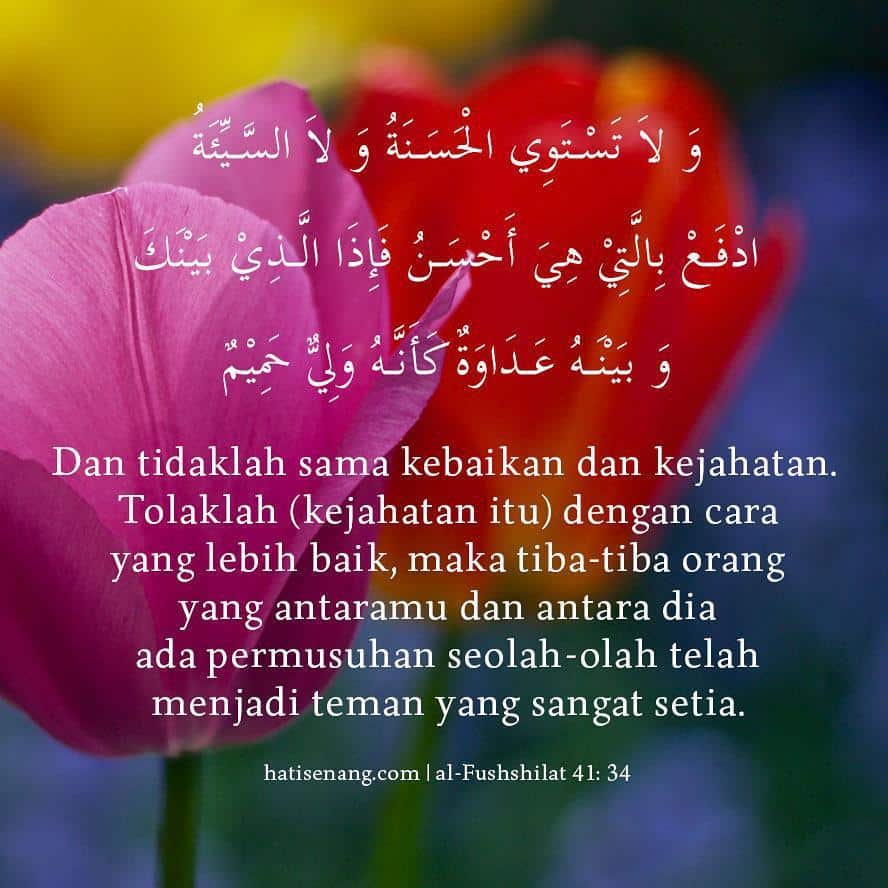 وَ لاَ تَسْتَوِي الْحَسَنَةُ وَ لاَ السَّيِّئَةُ
ادْفَعْ بِالَّتِيْ هِيَ أَحْسَنُ فَإِذَا الَّذِيْ بَيْنَكَ
وَ بَيْنَهُ عَدَاوَةٌ كَأَنَّهُ وَلِيٌّ حَمِيْمٌ
Dan tidaklah sama kebaikan dan kejahatan.
Tolaklah (kejahatan itu) dengan cara
yang lebih baik, maka tiba-tiba orang
yang antaramu dan antara dia
ada permusuhan seolah-olah telah
menjadi teman yang sangat setia.
hatisenang.com | al-Fushshilat 41: 34